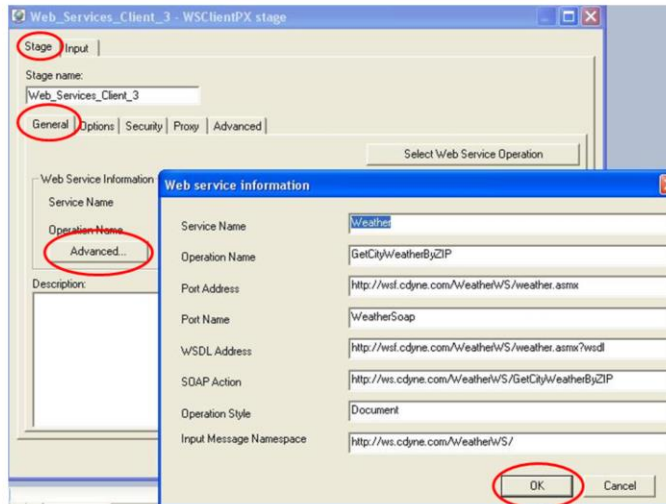 Web_Services_Client_3 - WSClientPX stage
Stage Input
Stage name:
Web_Services_Client_3
General Options Security Proxy Advanced
Select Web Service Operation
Web Service Information
Service Name
Operation Name
Advanced...
Description:
Web service information
Service Name Weather
Operation Name GetCityWeatherByZIP
Port Address http://wsf.cdyne.com/WeatherWS/weather.asmx
Port Name WeatherSoap
WSDL Address http://wsf.cdyne.com/WeatherWS/weather.asmx?wsdl
SOAP Action http://ws.cdyne.com/WeatherWS/GetCityWeatherByZIP
Operation Style Document
Input Message Namespace http://ws.cdyne.com/WeatherWS/
OK Cancel